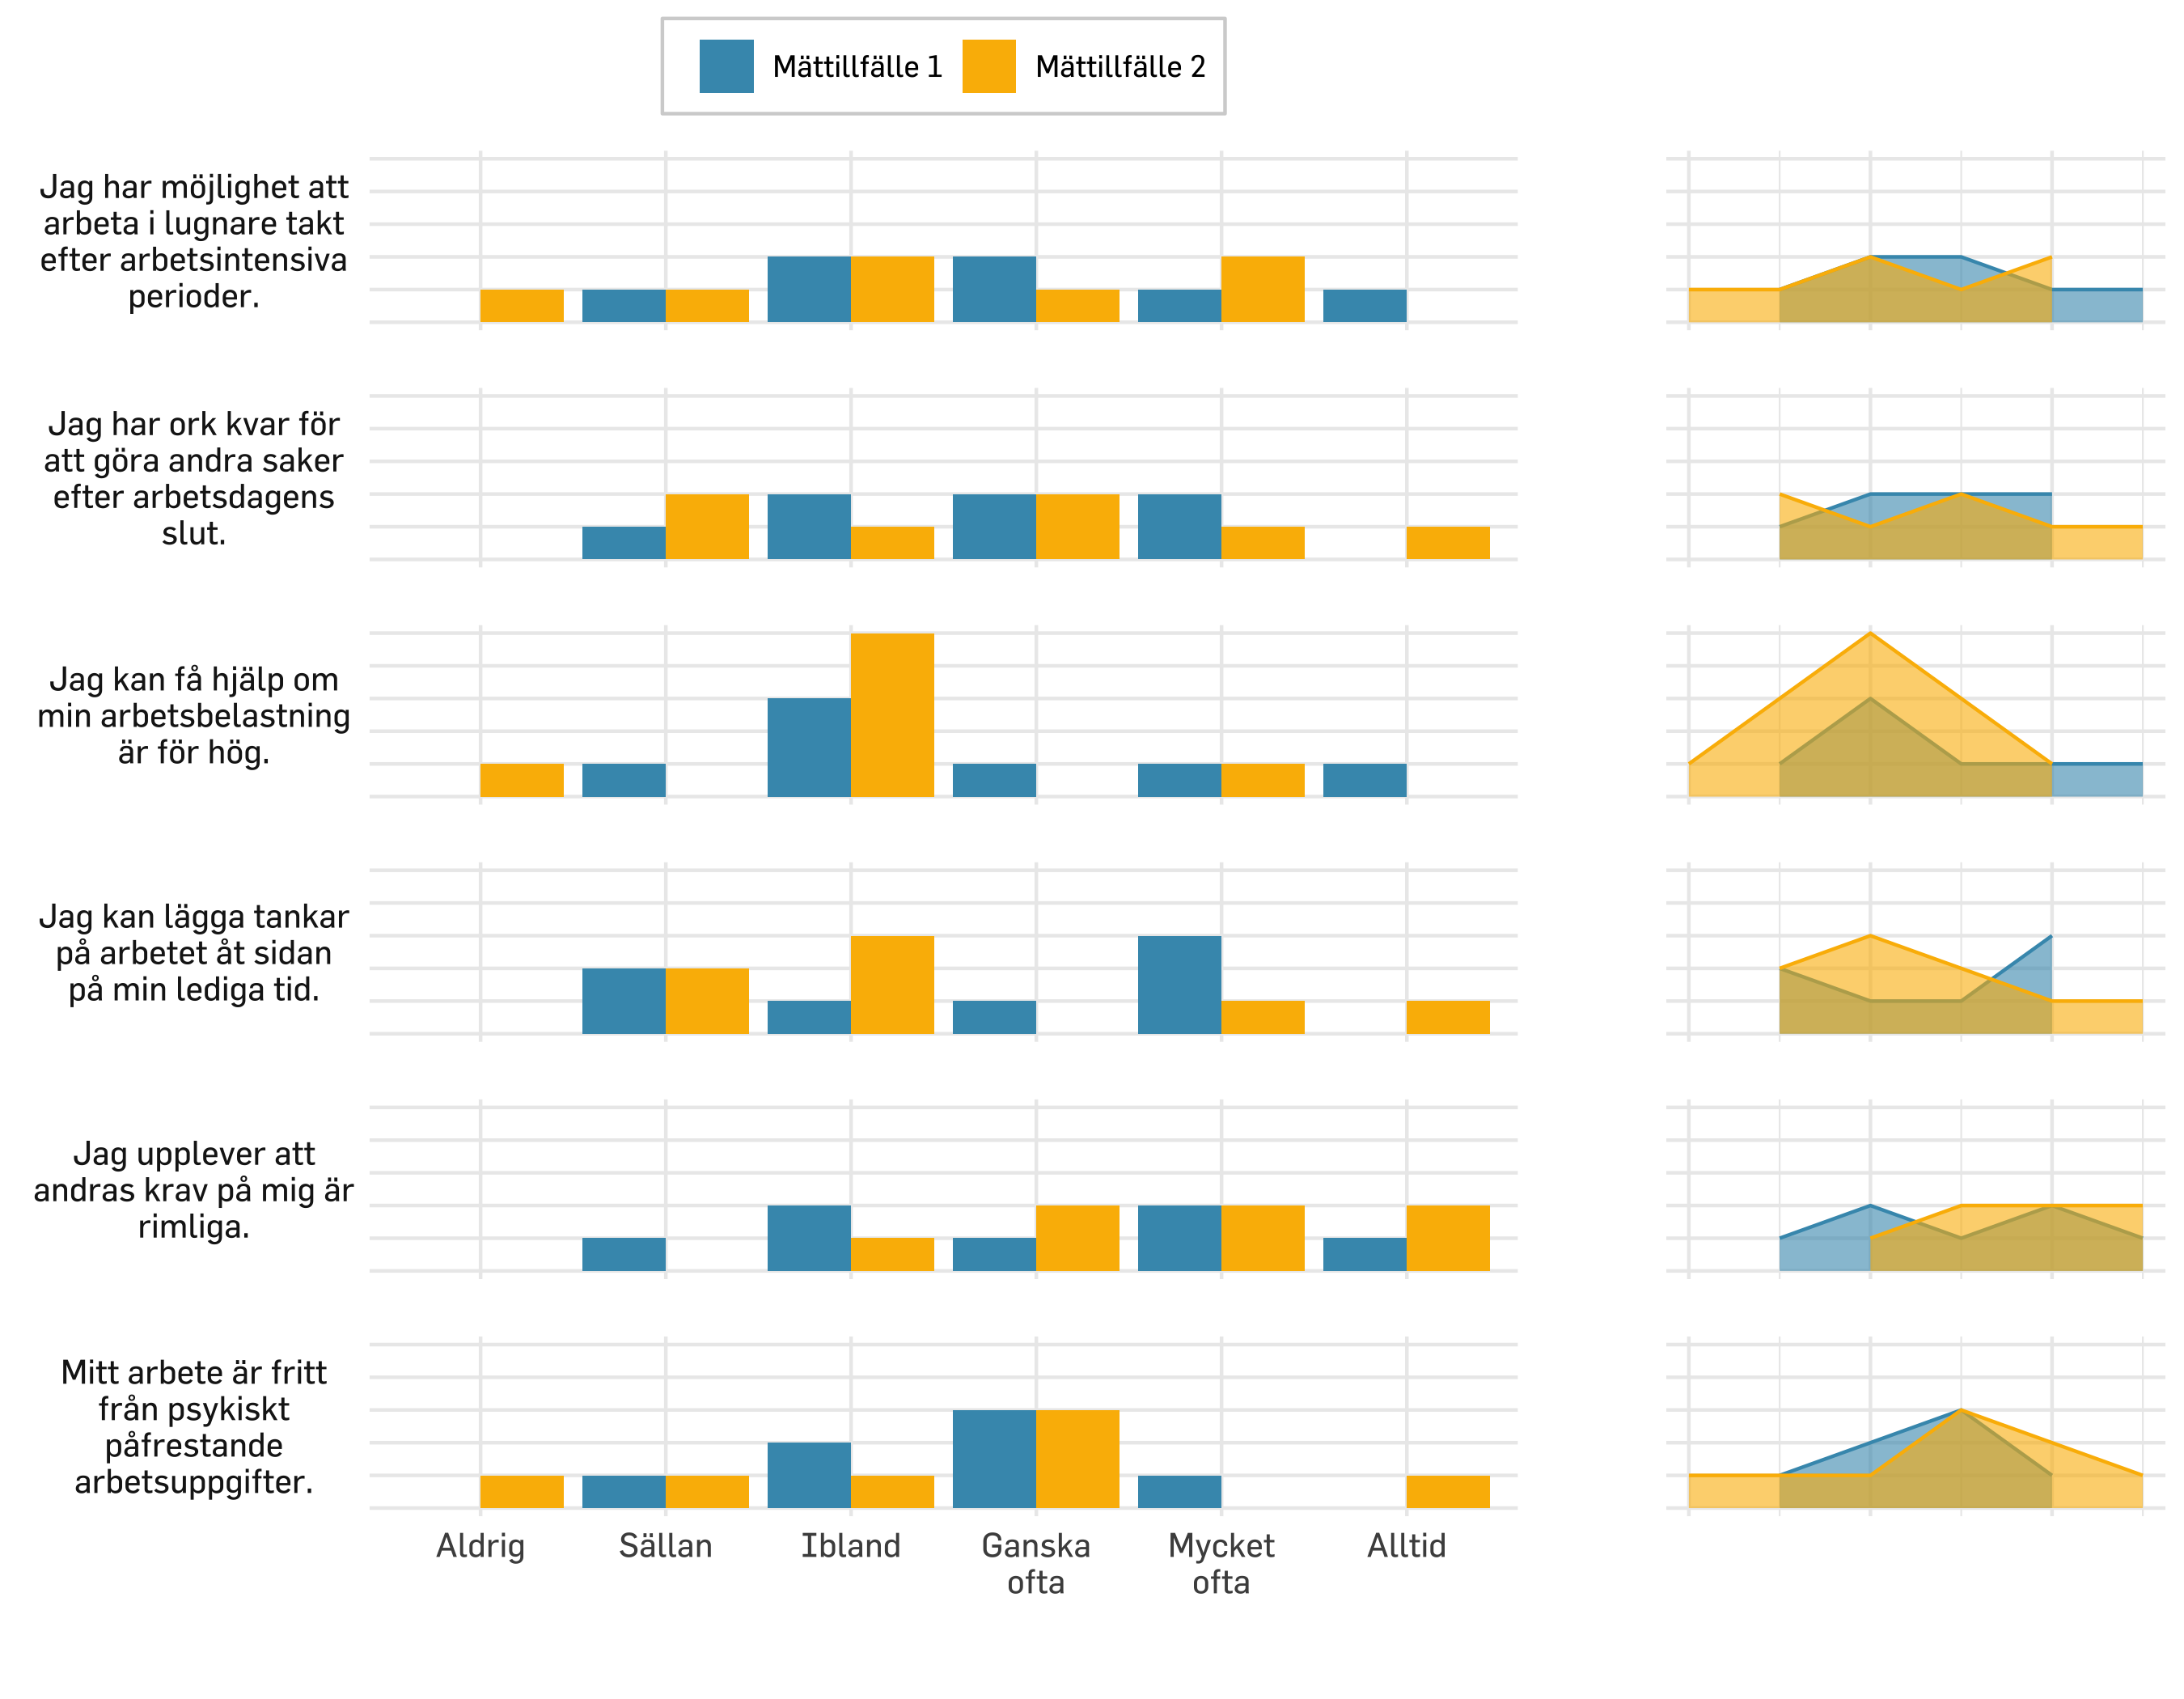 Mättillfälle 1
Mättillfälle 2
Jag har möjlighet att
arbeta i lugnare takt
efter arbetsintensiva
perioder.
Jag har ork kvar för
att göra andra saker
efter arbetsdagens
slut.
Jag kan få hjälp om
min arbetsbelastning
är för hög.
Jag kan lägga tankar
på arbetet åt sidan
på min lediga tid.
Jag upplever att
andras krav på mig är
rimliga.
Mitt arbete är fritt
från psykiskt
påfrestande
arbetsuppgifter.
Aldrig
Sällan
Ibland
Ganska
ofta
Mycket
ofta
Alltid